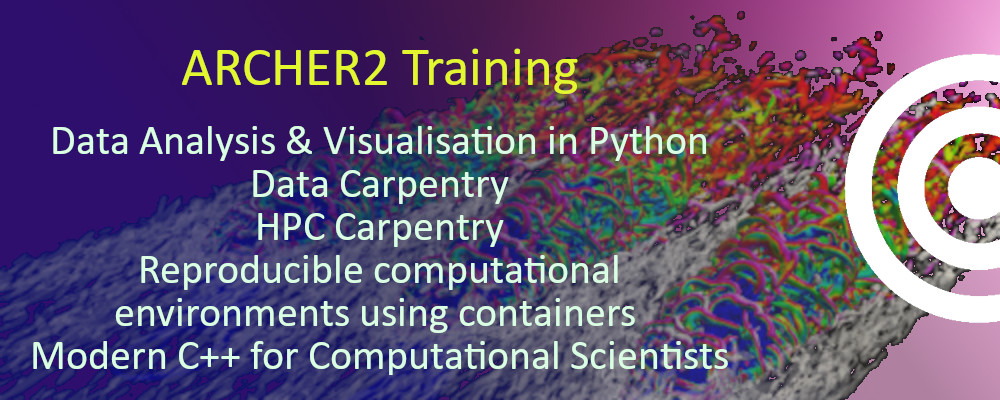 ARCHER2 Training
Data Analysis & Visualisation in Python
Data Carpentry
HPC Carpentry
Reproducible computational
environments using containers
Modern C++ for Computational Scientists